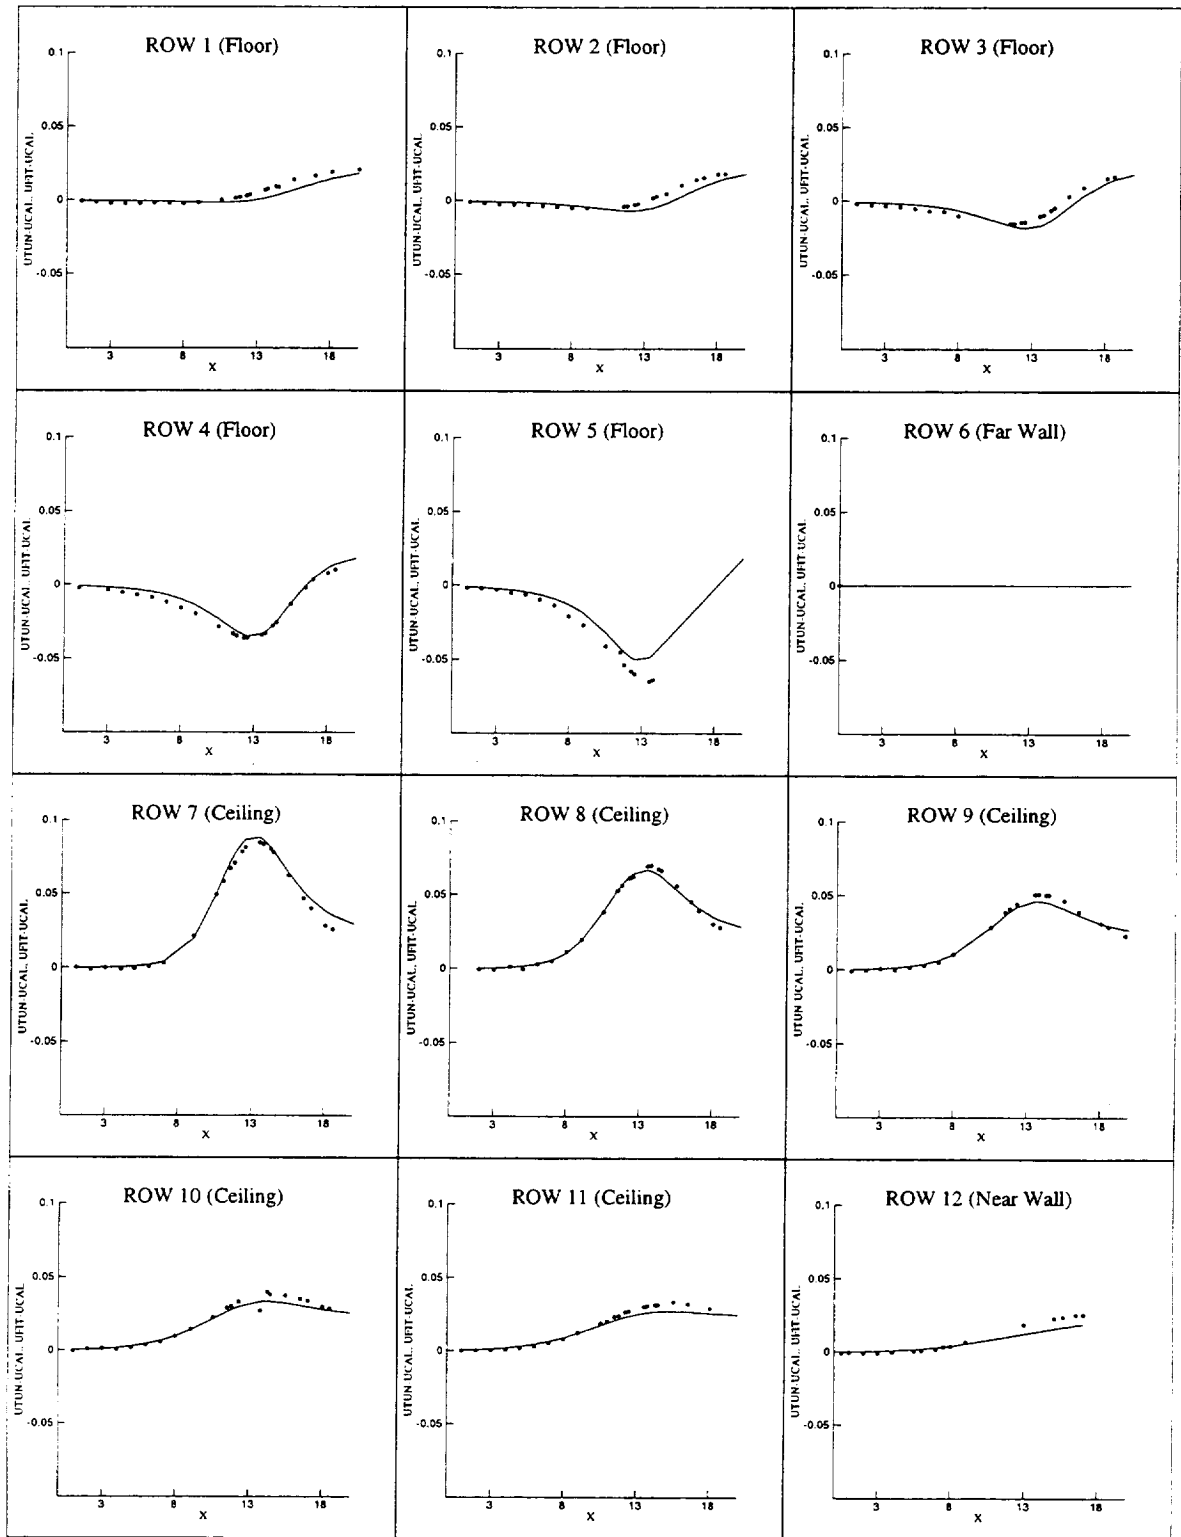 ROW 1 (Floor)
0.1
0.05
0
-0.05
UTUN-UCAL, UFIT-UCAL
3 8 13 18
X
ROW 2 (Floor)
0.1
0.05
0
-0.05
UTUN-UCAL, UFIT-UCAL
3 8 13 18
X
ROW 3 (Floor)
0.1
0.05
0
-0.05
UTUN-UCAL, UFIT-UCAL
3 8 13 18
X
ROW 4 (Floor)
0.1
0.05
0
-0.05
UTUN-UCAL, UFIT-UCAL
3 8 13 18
X
ROW 5 (Floor)
0.1
0.05
0
-0.05
UTUN-UCAL, UFIT-UCAL
3 8 13 18
X
ROW 6 (Far Wall)
0.1
0.05
0
-0.05
UTUN-UCAL, UFIT-UCAL
3 8 13 18
X
ROW 7 (Ceiling)
0.1
0.05
0
-0.05
UTUN-UCAL, UFIT-UCAL
3 8 13 18
X
ROW 8 (Ceiling)
0.1
0.05
0
-0.05
UTUN-UCAL, UFIT-UCAL
3 8 13 18
X
ROW 9 (Ceiling)
0.1
0.05
0
-0.05
UTUN UCAL, UFIT-UCAL
3 8 13 18
X
ROW 10 (Ceiling)
0.1
0.05
0
-0.05
UTUN-UCAL, UFIT-UCAL
3 8 13 18
X
ROW 11 (Ceiling)
0.1
0.05
0
-0.05
UTUN-UCAL, UFIT-UCAL
3 8 13 18
X
ROW 12 (Near Wall)
0.1
0.05
0
-0.05
UTUN-UCAL, UFIT-UCAL
3 8 13 18
X